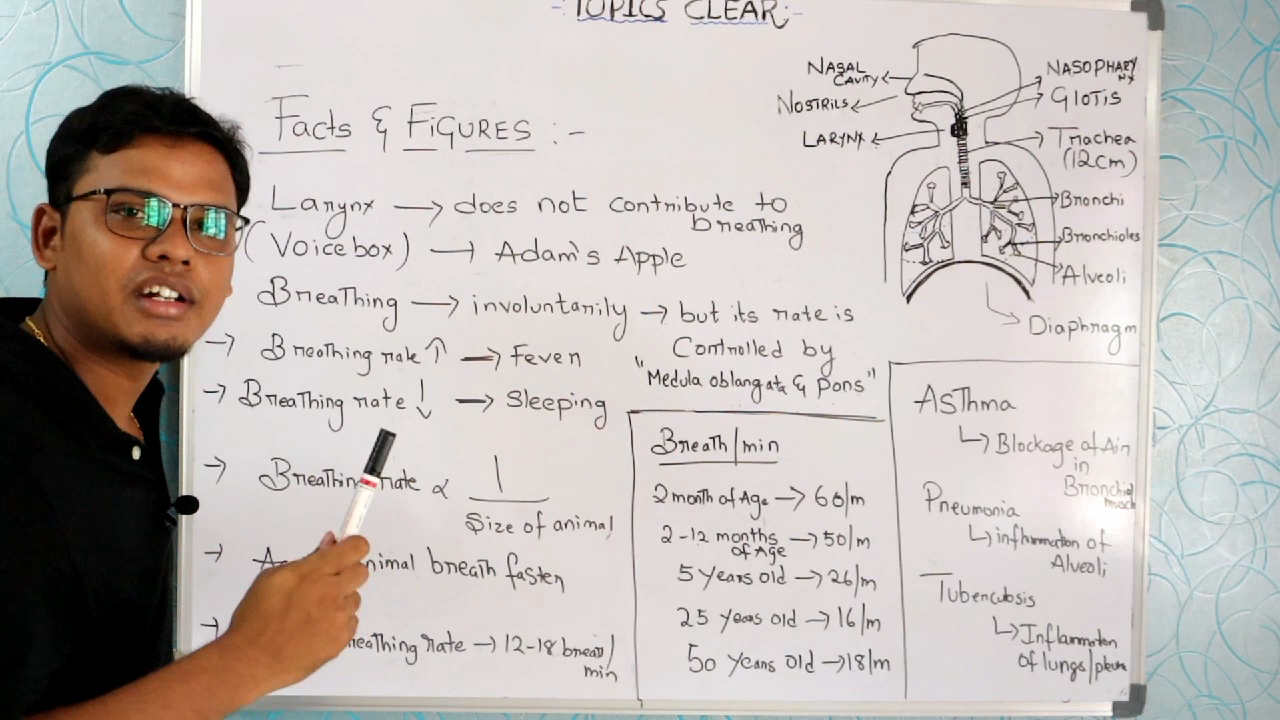 TOPICS CLEAR:-
Facts & FIGURES :-
Larynx → does not contribute to
breathing
(Voice box) → Adam's Apple
Breathing → involuntarily → but its rate is
Controlled by
"Medula oblangata & Pons"
→ Breathing rate ↑ → Fever
→ Breathing rate ↓ → Sleeping
→ Breathing rate ∝ 1
Size of animal
→ nimal breath faster
→ reathing rate → 12-18 breath/
min
NASAL
CAVITY
NOSTRILS
LARYNX
NASOPHARY
NX
GLOTIS
Trachea
(12cm)
Bronchi
Bronchioles
Alveoli
Diaphragm
Breath/min
2 month of Age → 60/m
2-12 months → 50/m
of Age
5 years old → 26/m
25 years old → 16/m
50 years old → 18/m
Asthma
↳ Blockage of Air
in
Bronchial
muscle
Pneumonia
↳ inflammation of
Alveoli
Tuberculosis
↳ Inflammation
of lungs/pleura